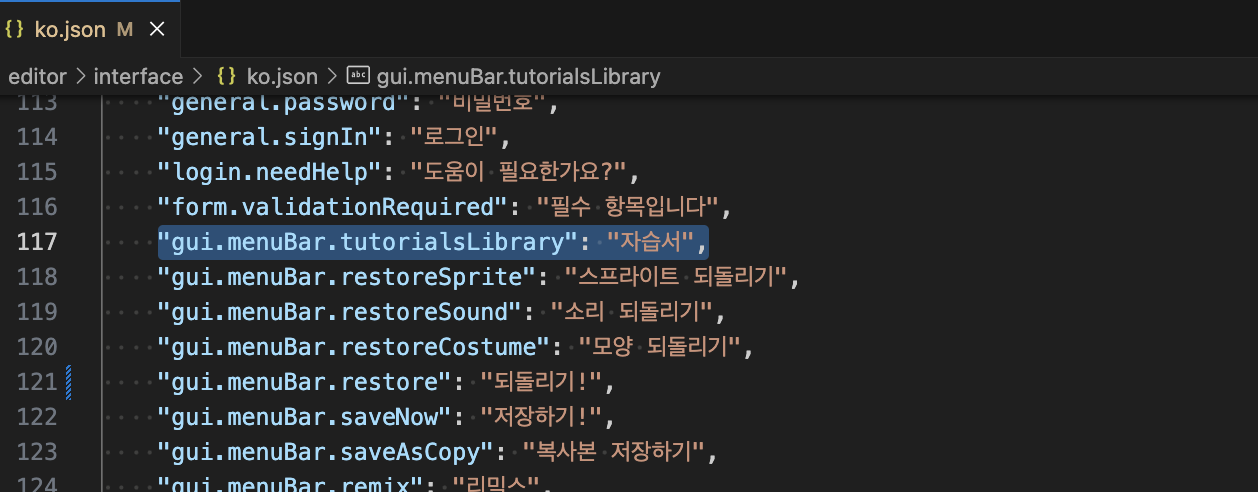 {} ko.json M ×
editor > interface > {} ko.json > abc gui.menuBar.tutorialsLibrary
113 "general.password": "비밀번호",
114 "general.signIn": "로그인",
115 "login.needHelp": "도움이 필요한가요?",
116 "form.validationRequired": "필수 항목입니다",
117 "gui.menuBar.tutorialsLibrary": "자습서",
118 "gui.menuBar.restoreSprite": "스프라이트 되돌리기",
119 "gui.menuBar.restoreSound": "소리 되돌리기",
120 "gui.menuBar.restoreCostume": "모양 되돌리기",
121 "gui.menuBar.restore": "되돌리기!",
122 "gui.menuBar.saveNow": "저장하기!",
123 "gui.menuBar.saveAsCopy": "복사본 저장하기",
124 "gui.menuBar.remix": "리믹스",